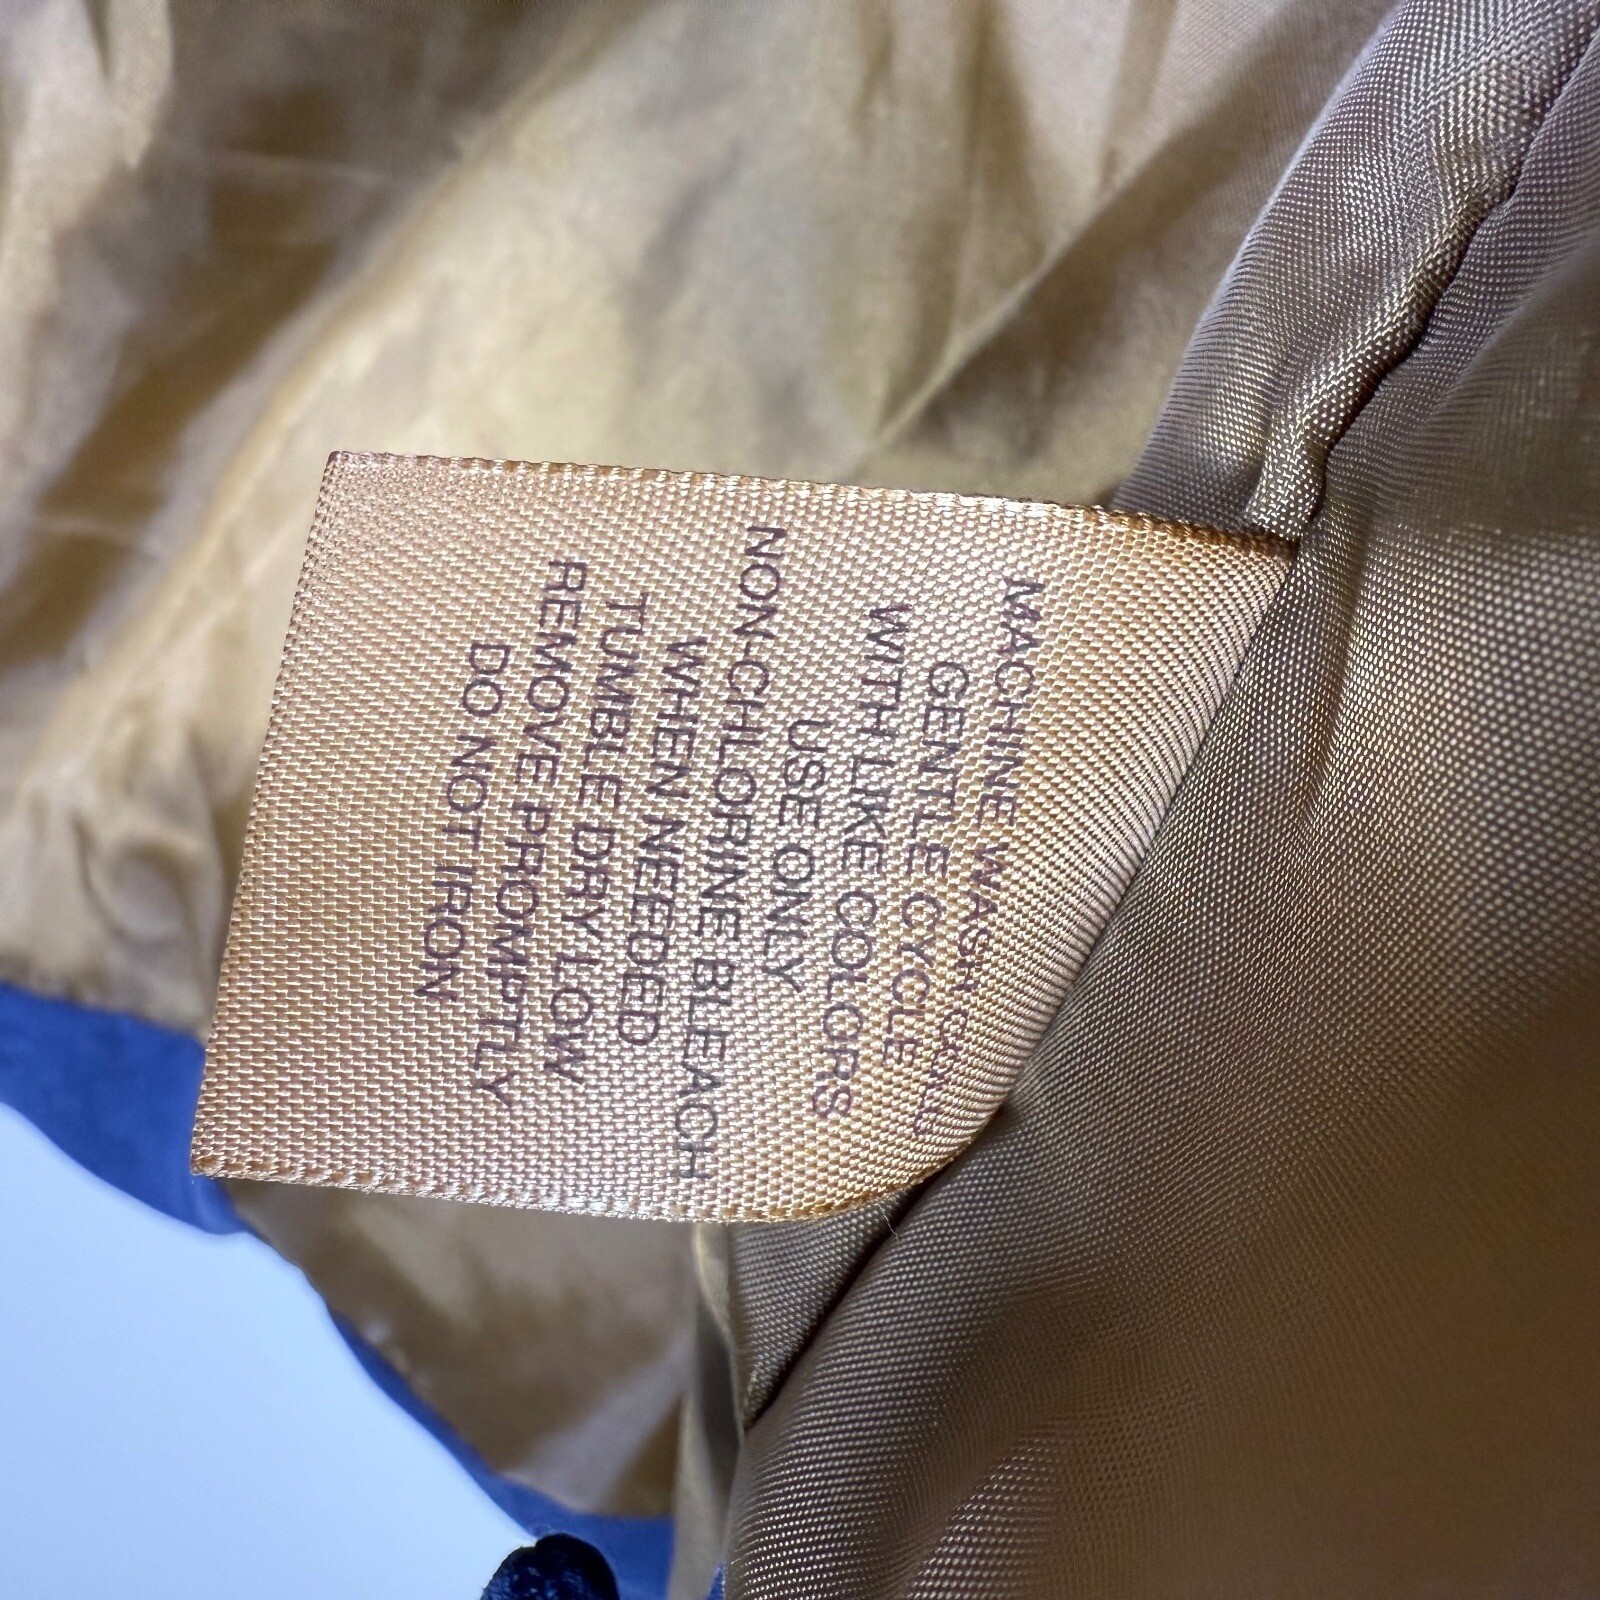 MACHINE WASH COLD
GENTLE CYCLE
WITH LIKE COLORS
USE ONLY
NON-CHLORINE BLEACH
WHEN NEEDED
TUMBLE DRY LOW
REMOVE PROMPTLY
DO NOT IRON